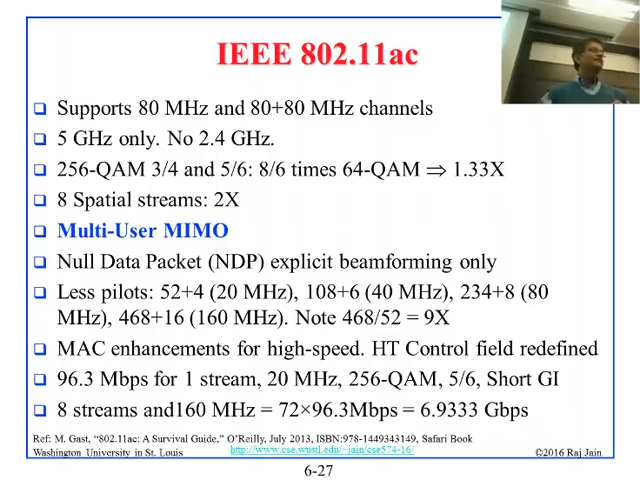 IEEE 802.11ac
Supports 80 MHz and 80+80 MHz channels
5 GHz only. No 2.4 GHz.
256-QAM 3/4 and 5/6: 8/6 times 64-QAM ⇒ 1.33X
8 Spatial streams: 2X
Multi-User MIMO
Null Data Packet (NDP) explicit beamforming only
Less pilots: 52+4 (20 MHz), 108+6 (40 MHz), 234+8 (80
MHz), 468+16 (160 MHz). Note 468/52 = 9X
MAC enhancements for high-speed. HT Control field redefined
96.3 Mbps for 1 stream, 20 MHz, 256-QAM, 5/6, Short GI
8 streams and160 MHz = 72×96.3Mbps = 6.9333 Gbps
Ref: M. Gast, “802.11ac: A Survival Guide,” O’Reilly, July 2013, ISBN:978-1449343149, Safari Book
Washington University in St. Louis http://www.cse.wustl.edu/~jain/cse574-16/ ©2016 Raj Jain
6-27